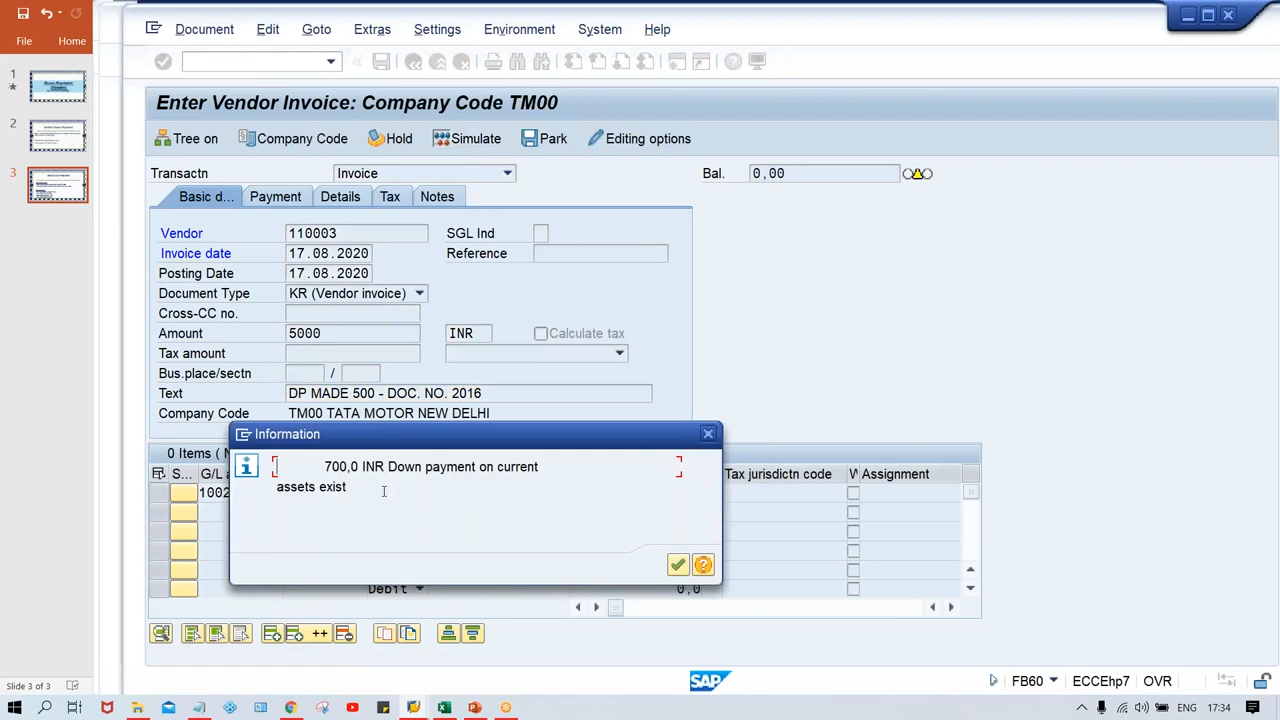 File
Home
1
2
3
Slide 3 of 3
Document Edit Goto Extras Settings Environment System Help
Enter Vendor Invoice: Company Code TM00
Tree on Company Code Hold Simulate Park Editing options
Transactn Invoice Bal. 0,00
Basic d... Payment Details Tax Notes
Vendor 110003 SGL Ind
Invoice date 17.08.2020 Reference
Posting Date 17.08.2020
Document Type KR (Vendor invoice)
Cross-CC no.
Amount 5000 INR Calculate tax
Tax amount
Bus.place/sectn /
Text DP MADE 500 - DOC. NO. 2016
Company Code TM00 TATA MOTOR NEW DELHI
Information
700,0 INR Down payment on current
assets exist
0 Items ( N
S... G/L a Tax jurisdictn code W Assignment
1002
Debit 0,0
SAP FB60 ECCEhp7 OVR
ENG 17:34